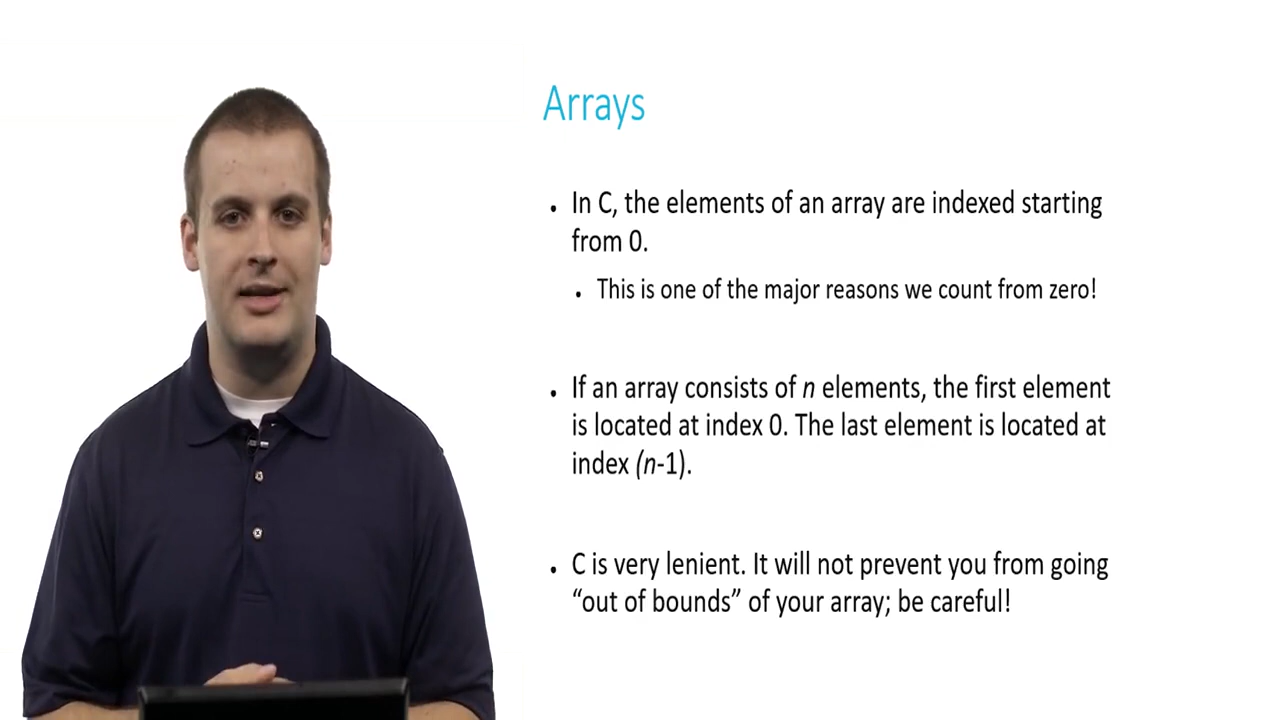 Arrays
• In C, the elements of an array are indexed starting
from 0.
• This is one of the major reasons we count from zero!
• If an array consists of n elements, the first element
is located at index 0. The last element is located at
index (n-1).
• C is very lenient. It will not prevent you from going
“out of bounds” of your array; be careful!